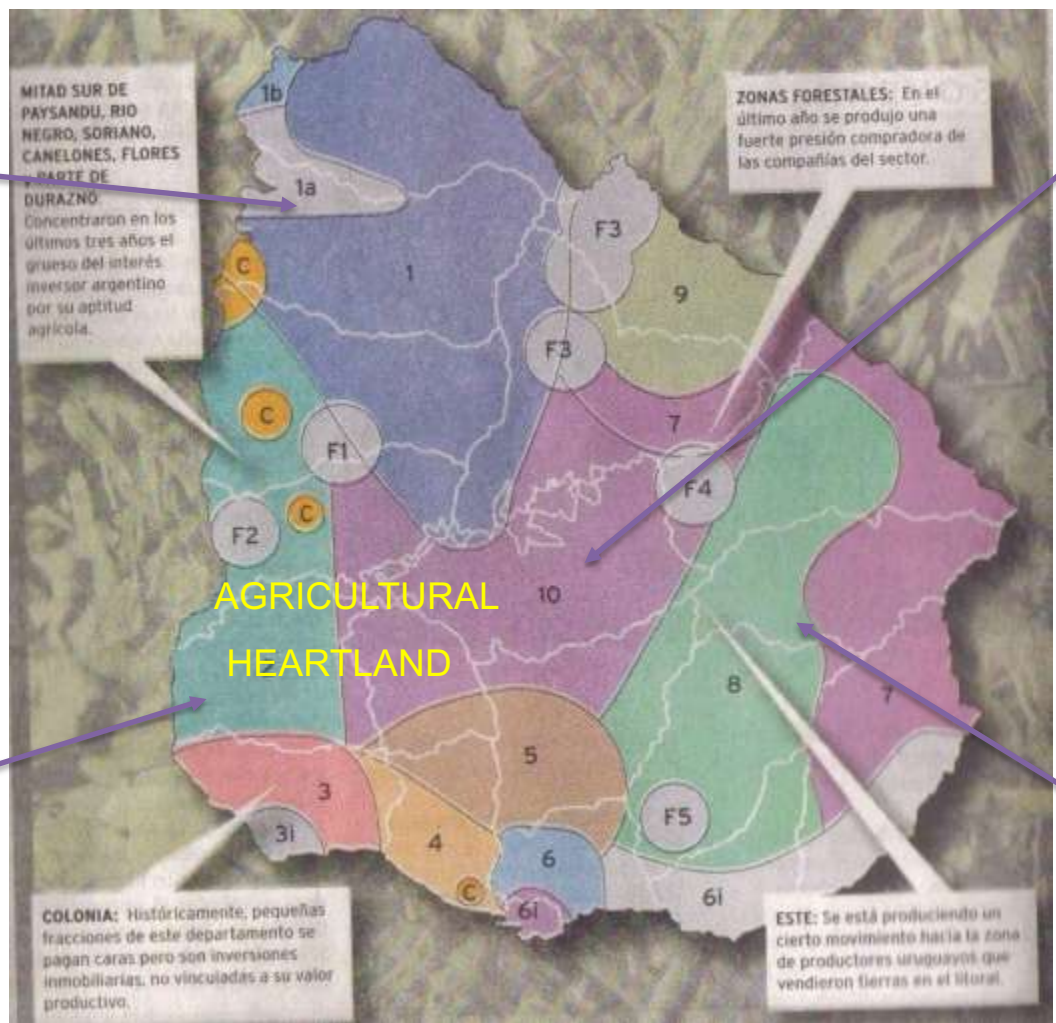 MITAD SUR DE
PAYSANDU, RIO
NEGRO, SORIANO,
CANELONES, FLORES
Y PARTE DE
DURAZNO:
Concentraron en los
últimos tres años el
grueso del interés
inversor argentino
por su aptitud
agrícola.
ZONAS FORESTALES: En el
último año se produjo una
fuerte presión compradora de
las compañías del sector.
1b
1a
F3
C
1
9
F3
C
7
F1
F4
C
F2
AGRICULTURAL
10
HEARTLAND
8
7
5
3
F5
3i
4
6
C
6i
6i
COLONIA: Históricamente, pequeñas
fracciones de este departamento se
pagan caras pero son inversiones
inmobiliarias, no vinculadas a su valor
productivo.
ESTE: Se está produciendo un
cierto movimiento hacia la zona
de productores uruguayos que
vendieron tierras en el litoral.